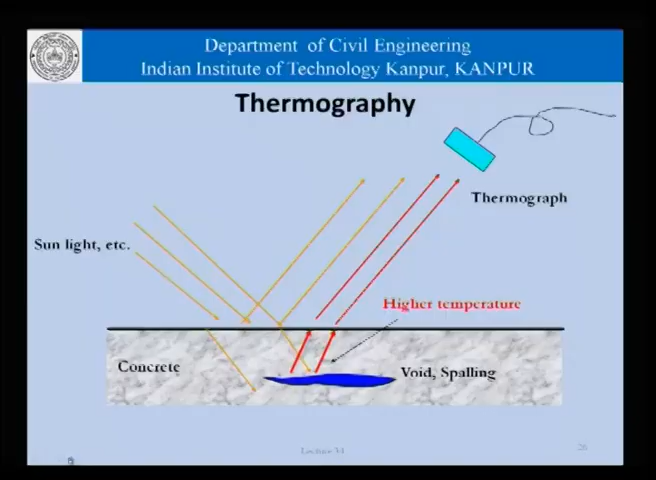 Department of Civil Engineering
Indian Institute of Technology Kanpur, KANPUR
Thermography
Thermograph
Sun light, etc.
Higher temperature
Concrete
Void, Spalling
26